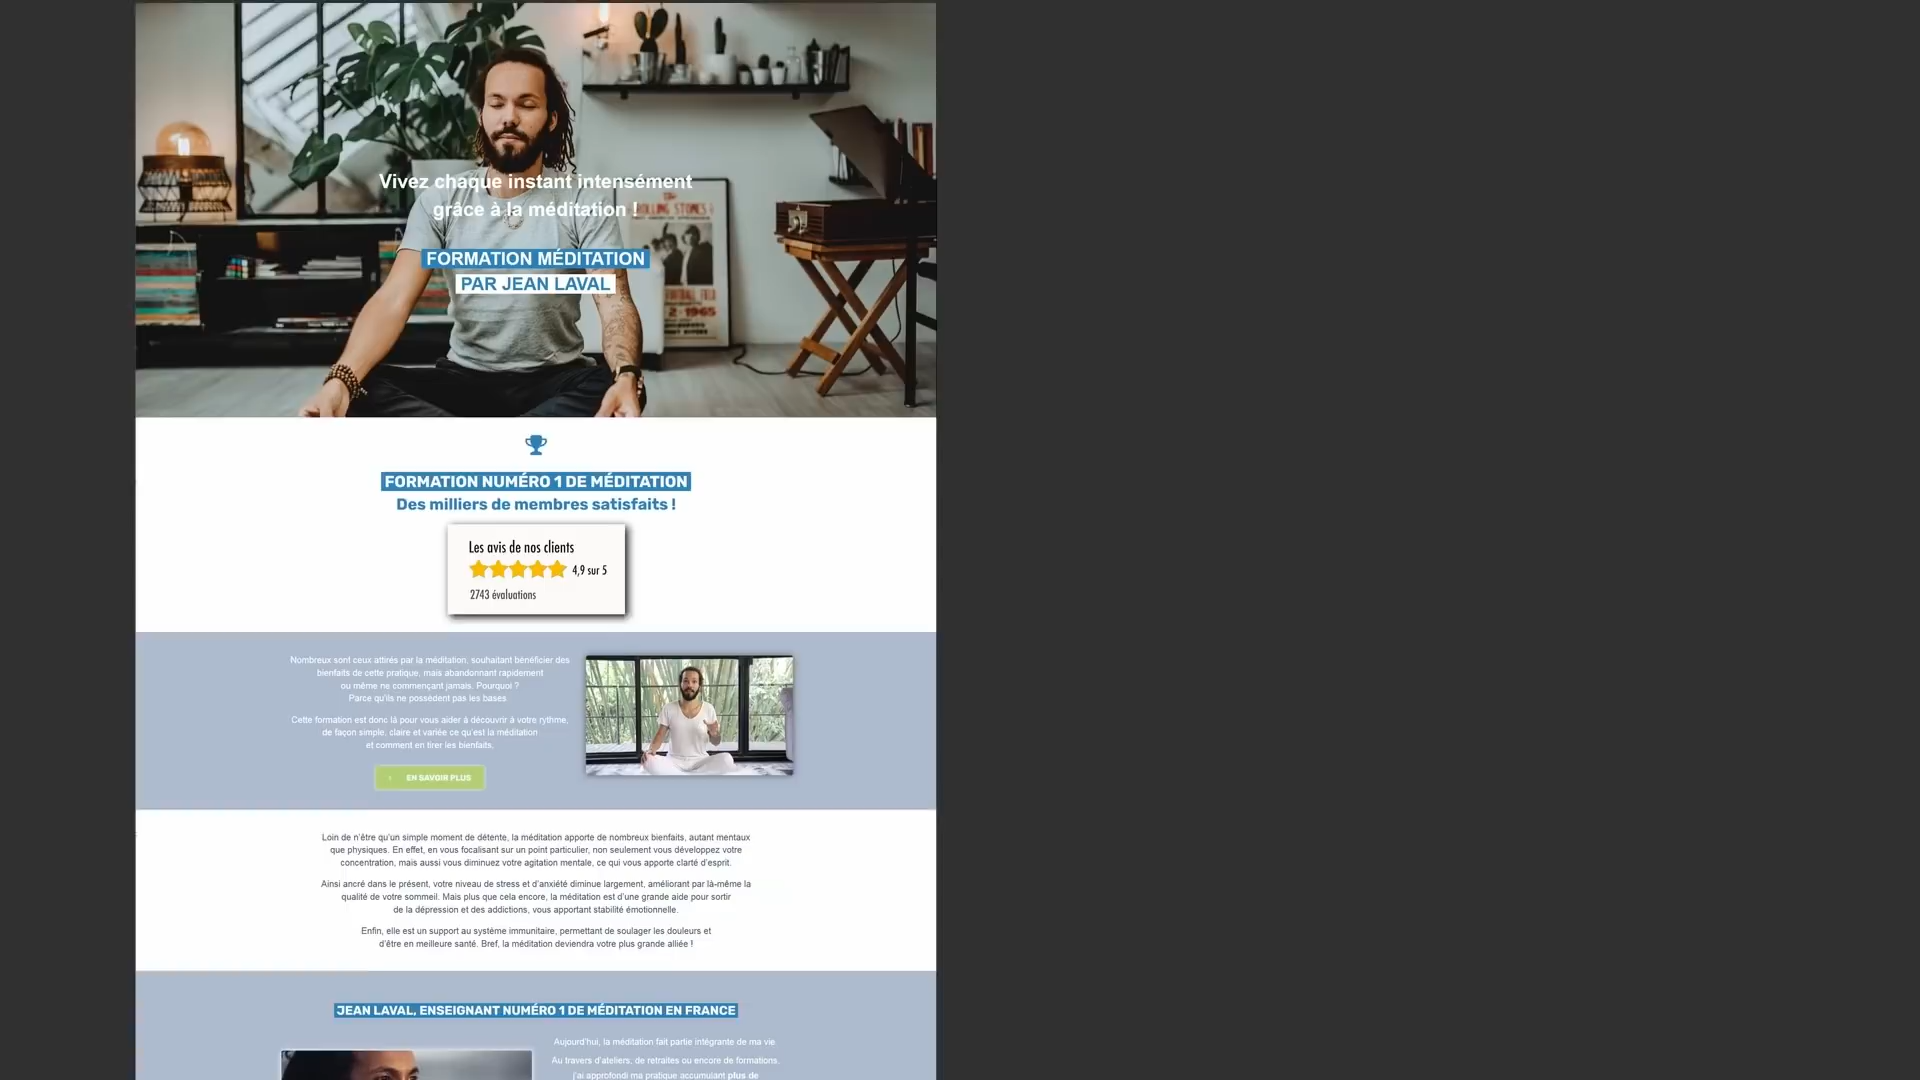 Vivez chaque instant intensément
grâce à la méditation !
ROLLING STONES
2-1965
FORMATION MÉDITATION
PAR JEAN LAVAL
FORMATION NUMÉRO 1 DE MÉDITATION
Des milliers de membres satisfaits !
Les avis de nos clients
4,9 sur 5
2743 évaluations
Nombreux sont ceux attirés par la méditation, souhaitant bénéficier des
bienfaits de cette pratique, mais abandonnant rapidement
ou même ne commençant jamais. Pourquoi ?
Parce qu'ils ne possèdent pas les bases.
Cette formation est donc là pour vous aider à découvrir à votre rythme,
de façon simple, claire et variée ce qu'est la méditation
et comment en tirer les bienfaits.
EN SAVOIR PLUS
Loin de n'être qu'un simple moment de détente, la méditation apporte de nombreux bienfaits, autant mentaux
que physiques. En effet, en vous focalisant sur un point particulier, non seulement vous développez votre
concentration, mais aussi vous diminuez votre agitation mentale, ce qui vous apporte clarté d'esprit.
Ainsi ancré dans le présent, votre niveau de stress et d'anxiété diminue largement, améliorant par là-même la
qualité de votre sommeil. Mais plus que cela encore, la méditation est d'une grande aide pour sortir
de la dépression et des addictions, vous apportant stabilité émotionnelle.
Enfin, elle est un support au système immunitaire, permettant de soulager les douleurs et
d'être en meilleure santé. Bref, la méditation deviendra votre plus grande alliée !
JEAN LAVAL, ENSEIGNANT NUMÉRO 1 DE MÉDITATION EN FRANCE
Aujourd'hui, la méditation fait partie intégrante de ma vie.
Au travers d'ateliers, de retraites ou encore de formations,
j'ai approfondi ma pratique accumulant plus de